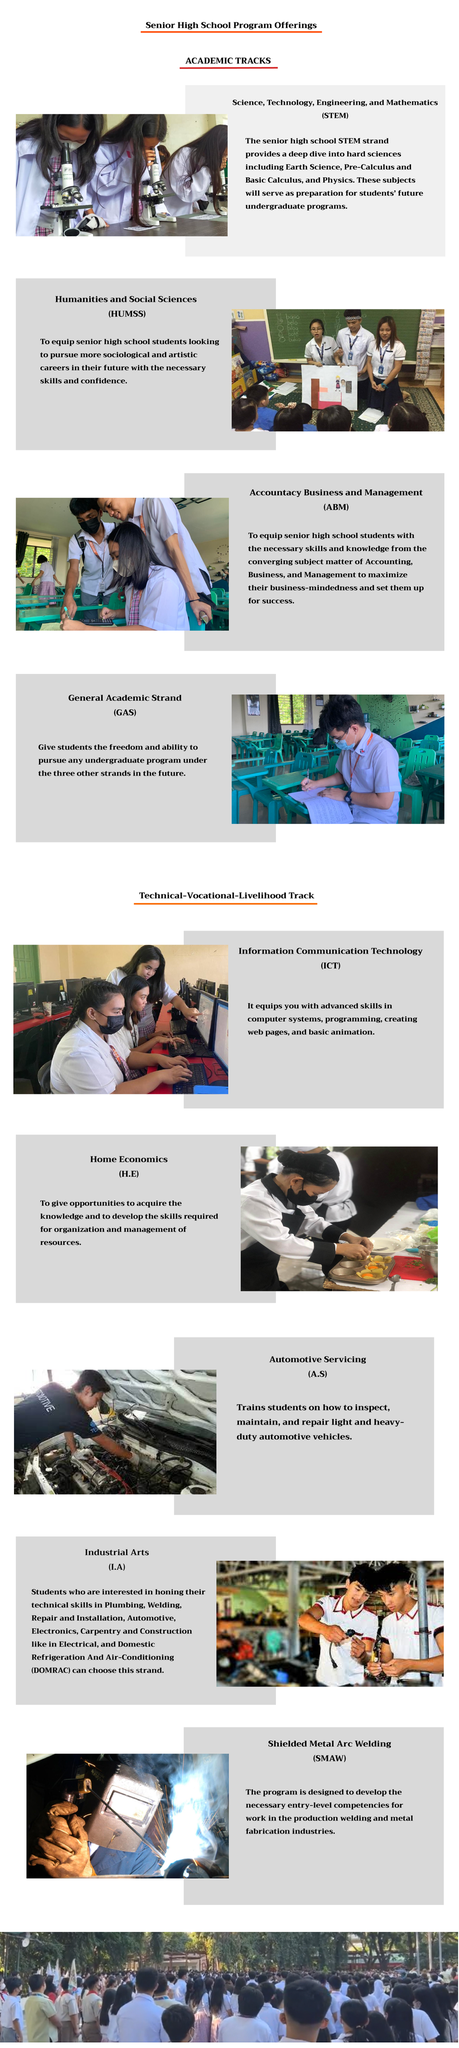 Senior High School Program Offerings
ACADEMIC TRACKS
Science, Technology, Engineering, and Mathematics
(STEM)
The senior high school STEM strand
provides a deep dive into hard sciences
including Earth Science, Pre-Calculus and
Basic Calculus, and Physics. These subjects
will serve as preparation for students' future
undergraduate programs.
Humanities and Social Sciences
(HUMSS)
To equip senior high school students looking
to pursue more sociological and artistic
careers in their future with the necessary
skills and confidence.
Accountacy Business and Management
(ABM)
To equip senior high school students with
the necessary skills and knowledge from the
converging subject matter of Accounting,
Business, and Management to maximize
their business-mindedness and set them up
for success.
General Academic Strand
(GAS)
Give students the freedom and ability to
pursue any undergraduate program under
the three other strands in the future.
Technical-Vocational-Livelihood Track
Information Communication Technology
(ICT)
It equips you with advanced skills in
computer systems, programming, creating
web pages, and basic animation.
Home Economics
(H.E)
To give opportunities to acquire the
knowledge and to develop the skills required
for organization and management of
resources.
Automotive Servicing
(A.S)
Trains students on how to inspect,
maintain, and repair light and heavy-
duty automotive vehicles.
Industrial Arts
(I.A)
Students who are interested in honing their
technical skills in Plumbing, Welding,
Repair and Installation, Automotive,
Electronics, Carpentry and Construction
like in Electrical, and Domestic
Refrigeration And Air-Conditioning
(DOMRAC) can choose this strand.
Shielded Metal Arc Welding
(SMAW)
The program is designed to develop the
necessary entry-level competencies for
work in the production welding and metal
fabrication industries.